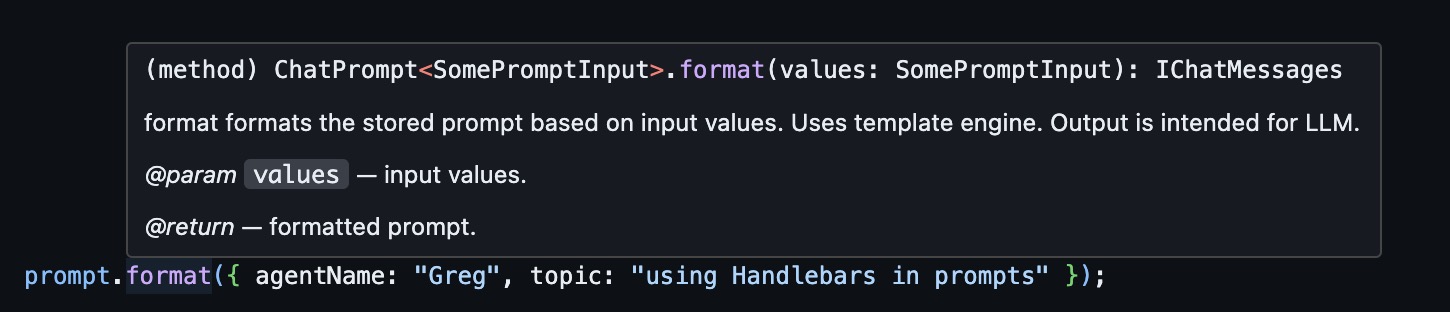 (method) ChatPrompt<SomePromptInput>.format(values: SomePromptInput): IChatMessages
format formats the stored prompt based on input values. Uses template engine. Output is intended for LLM.
@param values — input values.
@return — formatted prompt.
prompt.format({ agentName: "Greg", topic: "using Handlebars in prompts" });